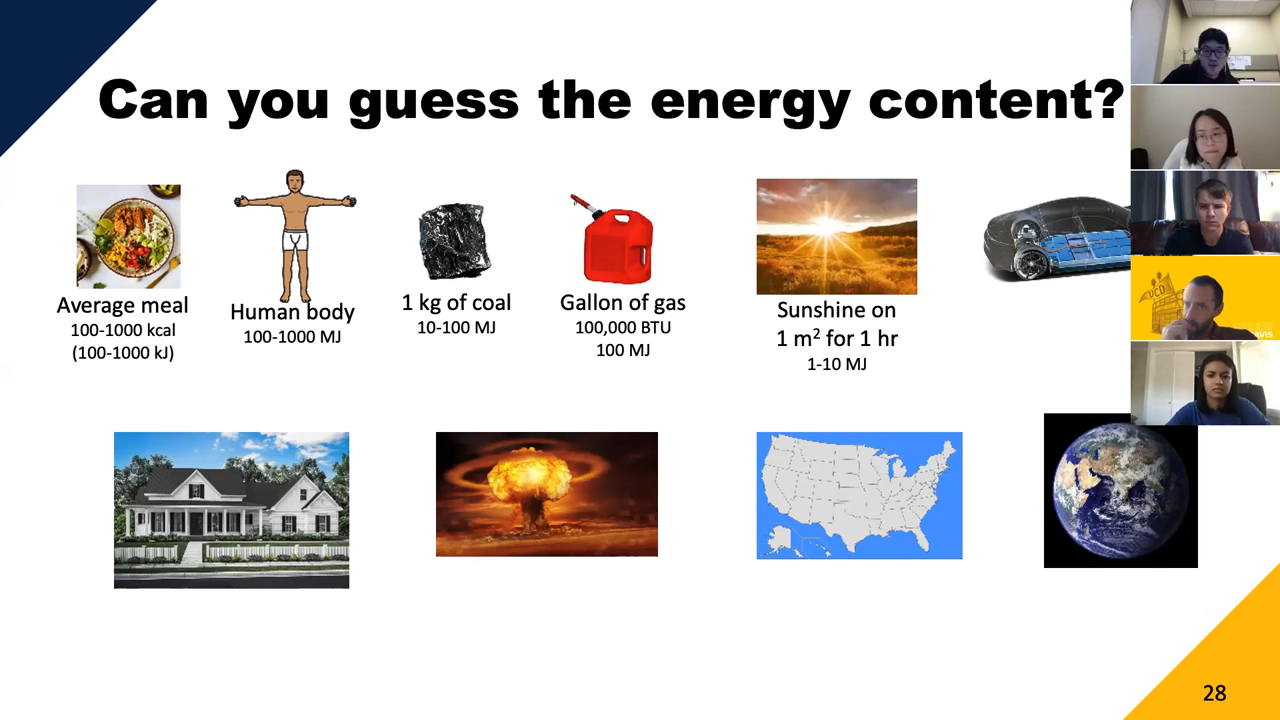 Can you guess the energy content?
Average meal
100-1000 kcal
(100-1000 kJ)
Human body
100-1000 MJ
1 kg of coal
10-100 MJ
Gallon of gas
100,000 BTU
100 MJ
Sunshine on
1 m² for 1 hr
1-10 MJ
UCD
AVIS
28